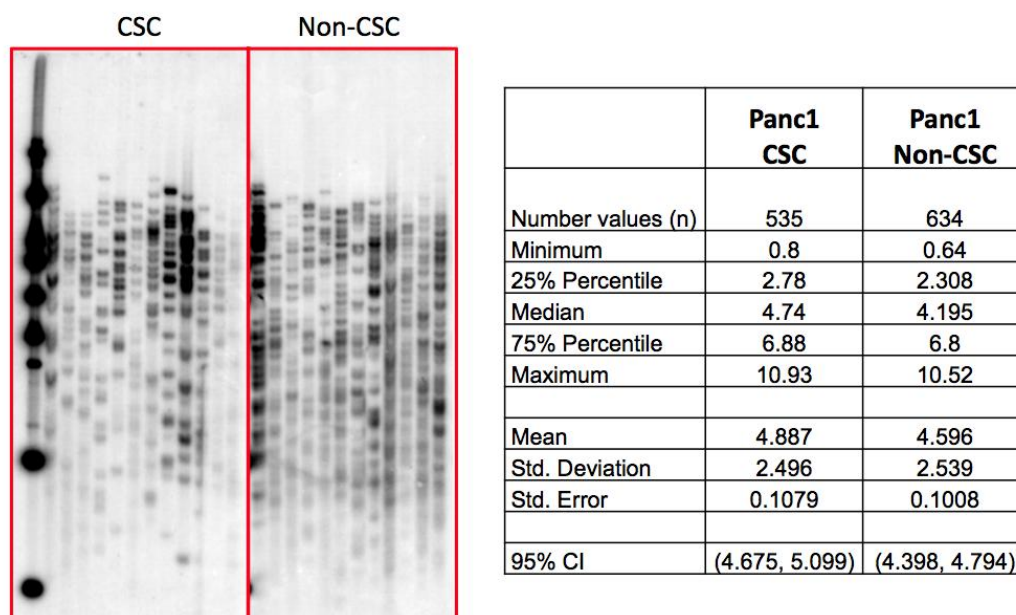 CSC Non-CSC
Panc1 CSC Panc1 Non-CSC
Number values (n) 535 634
Minimum 0.8 0.64
25% Percentile 2.78 2.308
Median 4.74 4.195
75% Percentile 6.88 6.8
Maximum 10.93 10.52
Mean 4.887 4.596
Std. Deviation 2.496 2.539
Std. Error 0.1079 0.1008
95% CI (4.675, 5.099) (4.398, 4.794)